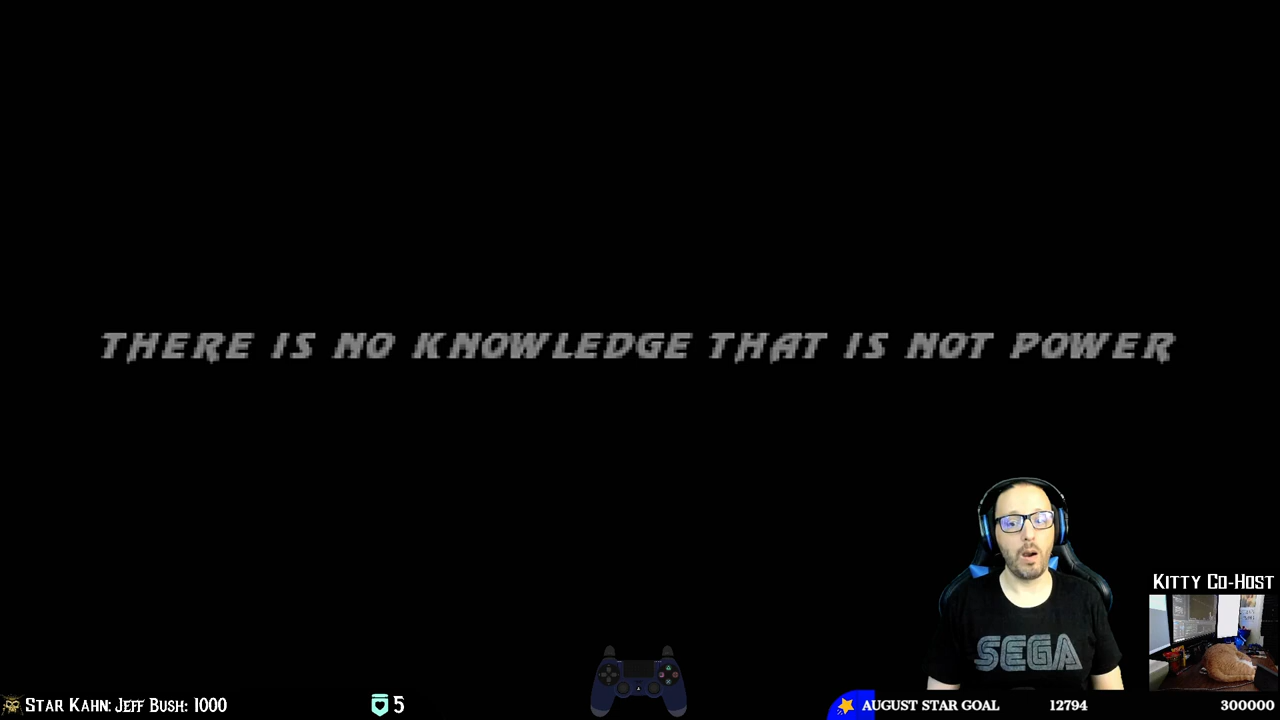 THERE IS NO KNOWLEDGE THAT IS NOT POWER
SEGA
KITTY CO-HOST
STAR KAHN: JEFF BUSH: 1000
5
AUGUST STAR GOAL 12794 300000